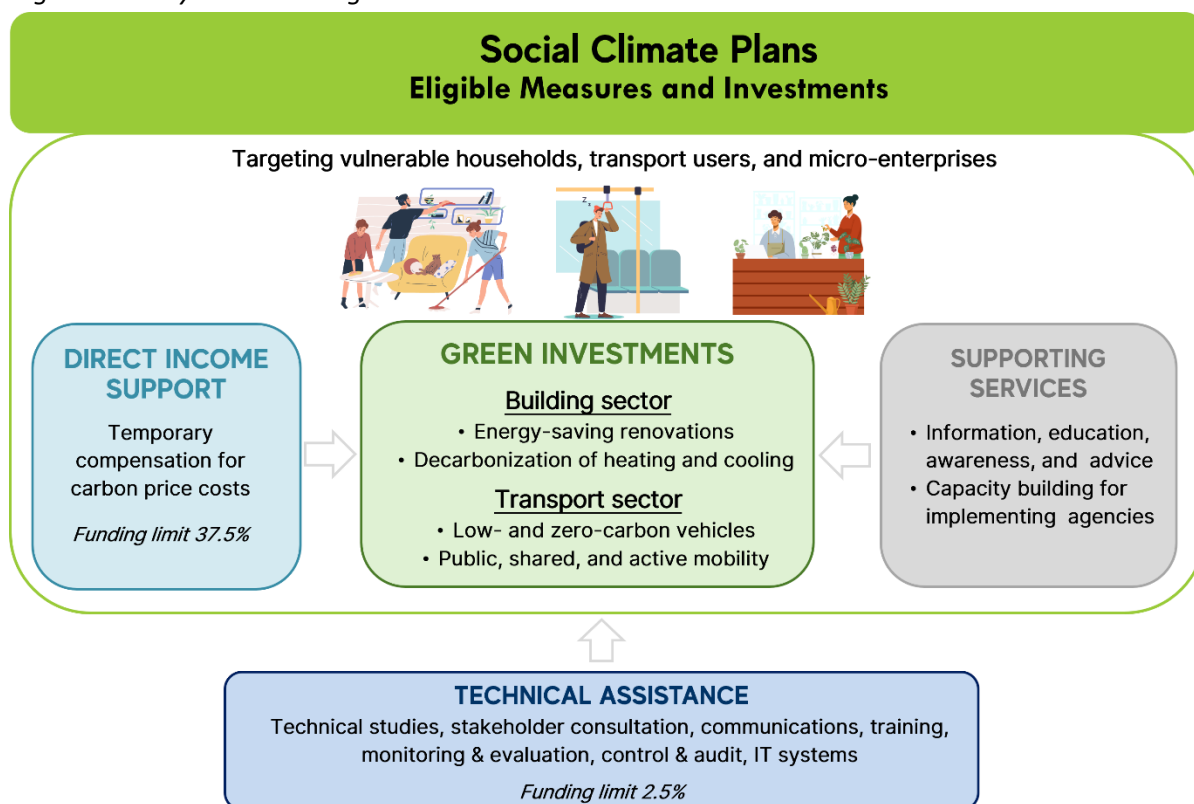 Social Climate Plans
Eligible Measures and Investments
Targeting vulnerable households, transport users, and micro-enterprises
z z
DIRECT INCOME
SUPPORT
Temporary
compensation for
carbon price costs
Funding limit 37.5%
GREEN INVESTMENTS
Building sector
• Energy-saving renovations
• Decarbonization of heating and cooling
Transport sector
• Low- and zero-carbon vehicles
• Public, shared, and active mobility
SUPPORTING
SERVICES
• Information, education,
awareness, and advice
• Capacity building for
implementing agencies
TECHNICAL ASSISTANCE
Technical studies, stakeholder consultation, communications, training,
monitoring & evaluation, control & audit, IT systems
Funding limit 2.5%